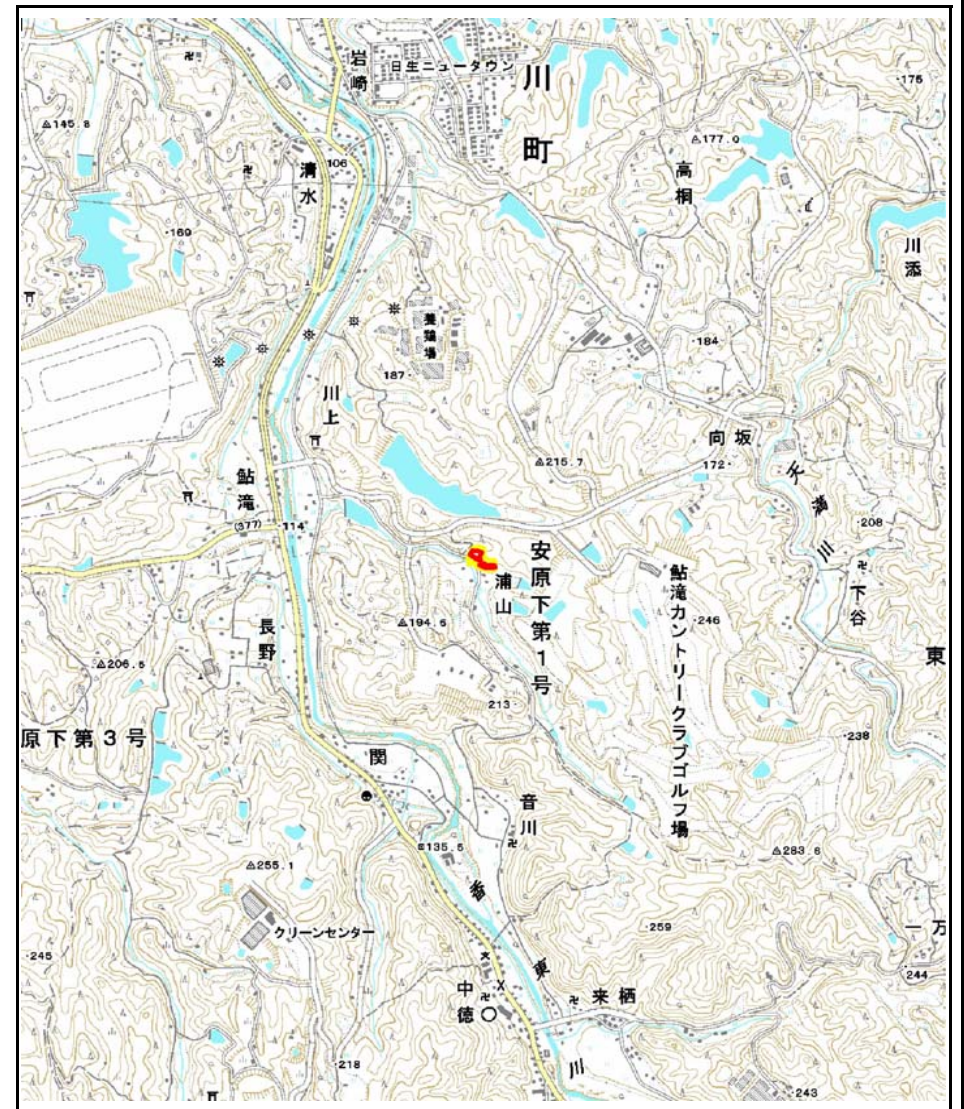 岩崎
日生ニュータウン
川町
175
145.8
177.0
106
清水
高桐
169
川添
養鶏場
184
187
川上
向坂
215.7
172
鮎滝
天満川
208
(377)
114
安原下第1号
浦山
下谷
鮎滝カントリークラブゴルフ場
194.5
246
長野
東
206.5
213
原下第3号
238
関
音川
135.5
283.6
255.1
香東川
クリーンセンター
259
一万
245
244
中徳
来栖
218
243